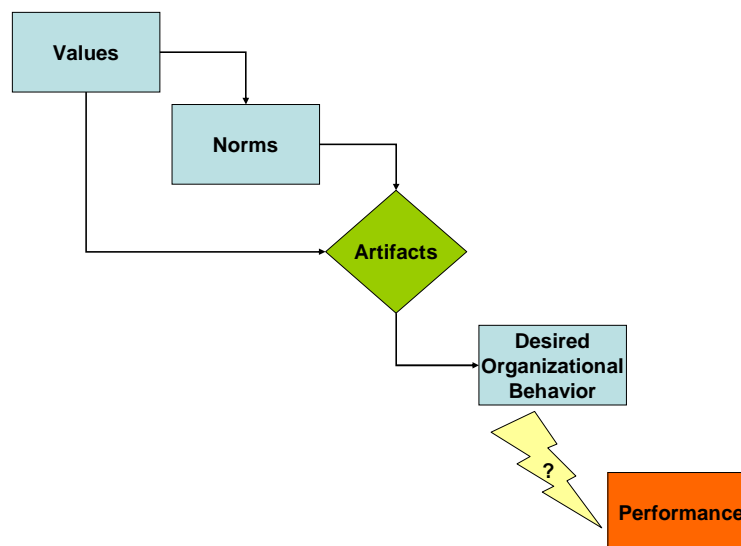 Values
Norms
Artifacts
Desired
Organizational
Behavior
?
Performance